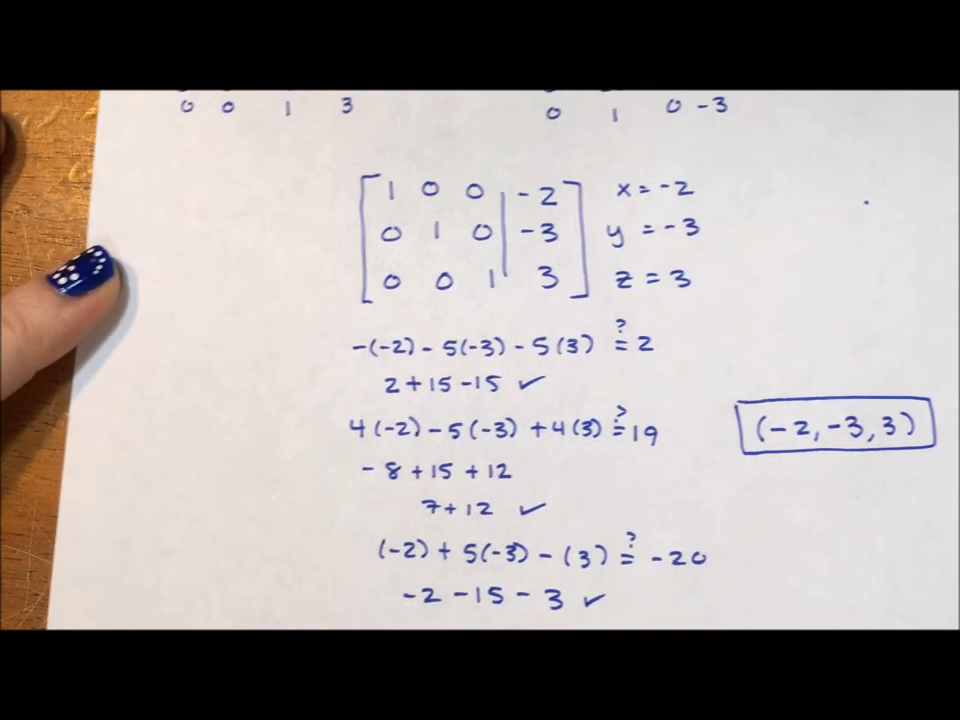 0 0 1 3
0 1 0 -3
1 0 0 | -2 x = -2
0 1 0 | -3 y = -3
0 0 1 | 3 z = 3
-(-2) - 5(-3) - 5(3) ?= 2
2 + 15 - 15 ✓
4(-2) - 5(-3) + 4(3) ?= 19
(-2, -3, 3)
- 8 + 15 + 12
7 + 12 ✓
(-2) + 5(-3) - (3) ?= -20
-2 - 15 - 3 ✓